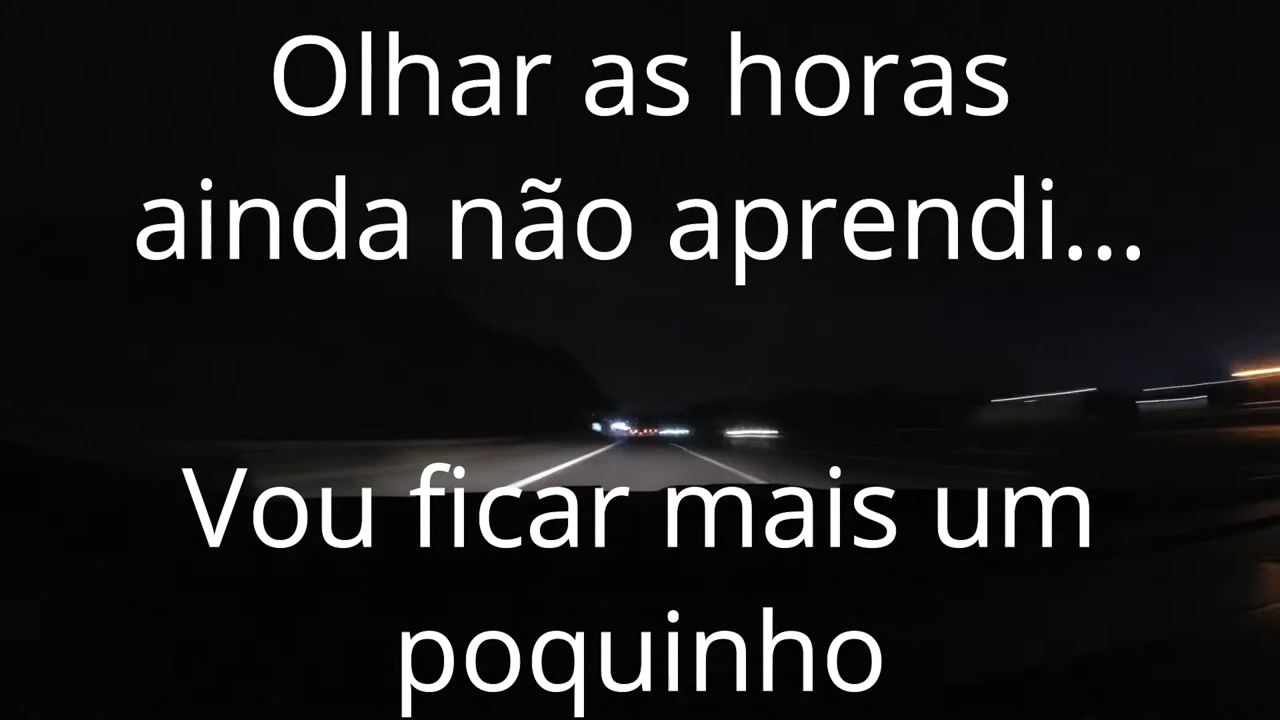 Olhar as horas
ainda não aprendi...
Vou ficar mais um
poquinho